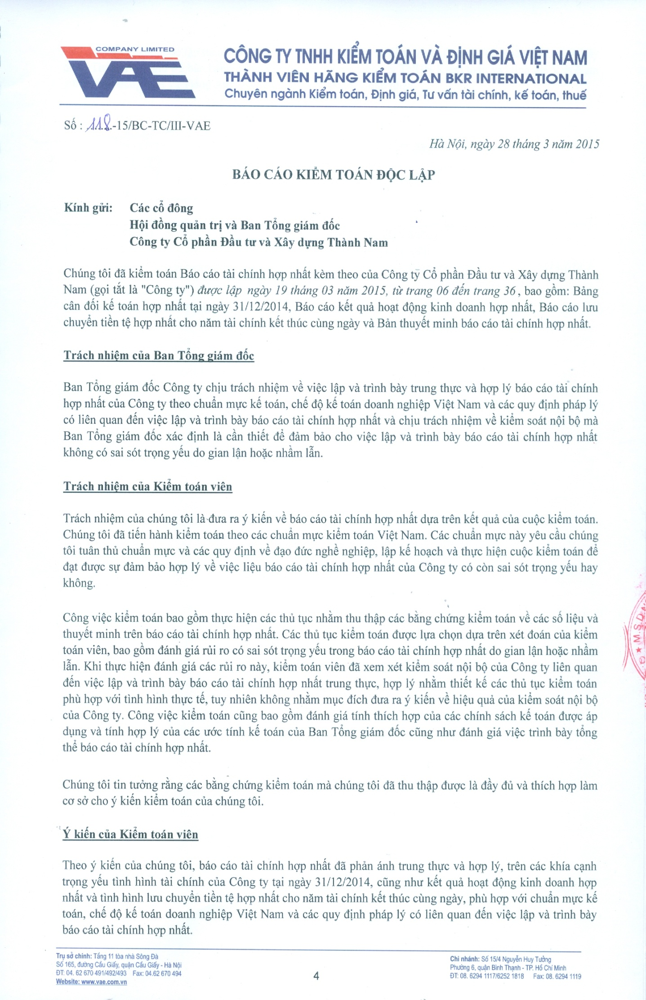 COMPANY LIMITED
VAE
CÔNG TY TNHH KIỂM TOÁN VÀ ĐỊNH GIÁ VIỆT NAM
THÀNH VIÊN HÃNG KIỂM TOÁN BKR INTERNATIONAL
Chuyên ngành Kiểm toán, Định giá, Tư vấn tài chính, kế toán, thuế
Số : 118-15/BC-TC/III-VAE
Hà Nội, ngày 28 tháng 3 năm 2015
BÁO CÁO KIỂM TOÁN ĐỘC LẬP
Kính gửi: Các cổ đông
Hội đồng quản trị và Ban Tổng giám đốc
Công ty Cổ phần Đầu tư và Xây dựng Thành Nam
Chúng tôi đã kiểm toán Báo cáo tài chính hợp nhất kèm theo của Công ty Cổ phần Đầu tư và Xây dựng Thành
Nam (gọi tắt là "Công ty") được lập ngày 19 tháng 03 năm 2015, từ trang 06 đến trang 36, bao gồm: Bảng
cân đối kế toán hợp nhất tại ngày 31/12/2014, Báo cáo kết quả hoạt động kinh doanh hợp nhất, Báo cáo lưu
chuyển tiền tệ hợp nhất cho năm tài chính kết thúc cùng ngày và Bản thuyết minh báo cáo tài chính hợp nhất.
Trách nhiệm của Ban Tổng giám đốc
Ban Tổng giám đốc Công ty chịu trách nhiệm về việc lập và trình bày trung thực và hợp lý báo cáo tài chính
hợp nhất của Công ty theo chuẩn mực kế toán, chế độ kế toán doanh nghiệp Việt Nam và các quy định pháp lý
có liên quan đến việc lập và trình bày báo cáo tài chính hợp nhất và chịu trách nhiệm về kiểm soát nội bộ mà
Ban Tổng giám đốc xác định là cần thiết để đảm bảo cho việc lập và trình bày báo cáo tài chính hợp nhất
không có sai sót trọng yếu do gian lận hoặc nhầm lẫn.
Trách nhiệm của Kiểm toán viên
Trách nhiệm của chúng tôi là đưa ra ý kiến về báo cáo tài chính hợp nhất dựa trên kết quả của cuộc kiểm toán.
Chúng tôi đã tiến hành kiểm toán theo các chuẩn mực kiểm toán Việt Nam. Các chuẩn mực này yêu cầu chúng
tôi tuân thủ chuẩn mực và các quy định về đạo đức nghề nghiệp, lập kế hoạch và thực hiện cuộc kiểm toán để
đạt được sự đảm bảo hợp lý về việc liệu báo cáo tài chính hợp nhất của Công ty có còn sai sót trọng yếu hay
không.
Công việc kiểm toán bao gồm thực hiện các thủ tục nhằm thu thập các bằng chứng kiểm toán về các số liệu và
thuyết minh trên báo cáo tài chính hợp nhất. Các thủ tục kiểm toán được lựa chọn dựa trên xét đoán của kiểm
toán viên, bao gồm đánh giá rủi ro có sai sót trọng yếu trong báo cáo tài chính hợp nhất do gian lận hoặc nhầm
lẫn. Khi thực hiện đánh giá các rủi ro này, kiểm toán viên đã xem xét kiểm soát nội bộ của Công ty liên quan
đến việc lập và trình bày báo cáo tài chính hợp nhất trung thực, hợp lý nhằm thiết kế các thủ tục kiểm toán
phù hợp với tình hình thực tế, tuy nhiên không nhằm mục đích đưa ra ý kiến về hiệu quả của kiểm soát nội bộ
của Công ty. Công việc kiểm toán cũng bao gồm đánh giá tính thích hợp của các chính sách kế toán được áp
dụng và tính hợp lý của các ước tính kế toán của Ban Tổng giám đốc cũng như đánh giá việc trình bày tổng
thể báo cáo tài chính hợp nhất.
M.S.D.N
Chúng tôi tin tưởng rằng các bằng chứng kiểm toán mà chúng tôi đã thu thập được là đầy đủ và thích hợp làm
cơ sở cho ý kiến kiểm toán của chúng tôi.
Ý kiến của Kiểm toán viên
Theo ý kiến của chúng tôi, báo cáo tài chính hợp nhất đã phản ánh trung thực và hợp lý, trên các khía cạnh
trọng yếu tình hình tài chính của Công ty tại ngày 31/12/2014, cũng như kết quả hoạt động kinh doanh hợp
nhất và tình hình lưu chuyển tiền tệ hợp nhất cho năm tài chính kết thúc cùng ngày, phù hợp với chuẩn mực kế
toán, chế độ kế toán doanh nghiệp Việt Nam và các quy định pháp lý có liên quan đến việc lập và trình bày
báo cáo tài chính hợp nhất.
Trụ sở chính: Tầng 11 tòa nhà Sông Đà
Số 165, đường Cầu Giấy, quận Cầu Giấy - Hà Nội
ĐT: 04. 62 670 491/492/493 Fax: 04.62 670 494
Website: www.vae.com.vn
4
Chi nhánh: Số 15/4 Nguyễn Huy Tưởng
Phường 6, quận Bình Thạnh - TP. Hồ Chí Minh
ĐT: 08. 6294 1117/6252 1818 Fax: 08. 6294 1119